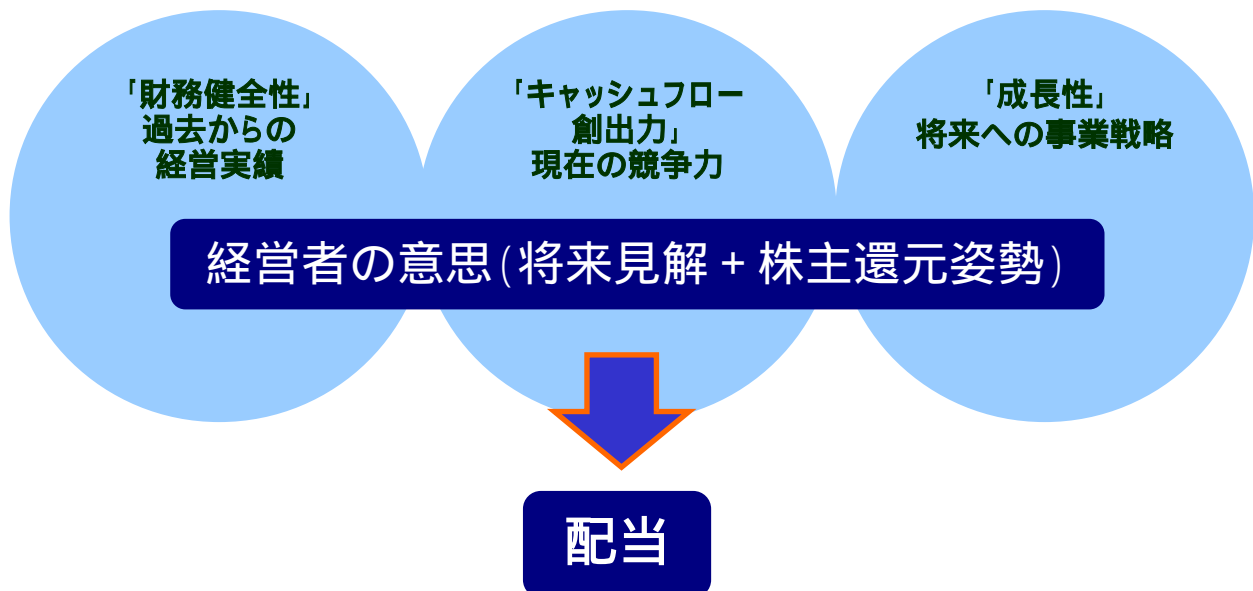 「財務健全性」
過去からの
経営実績
「キャッシュフロー
創出力」
現在の競争力
「成長性」
将来への事業戦略
経営者の意思(将来見解+株主還元姿勢)
配当